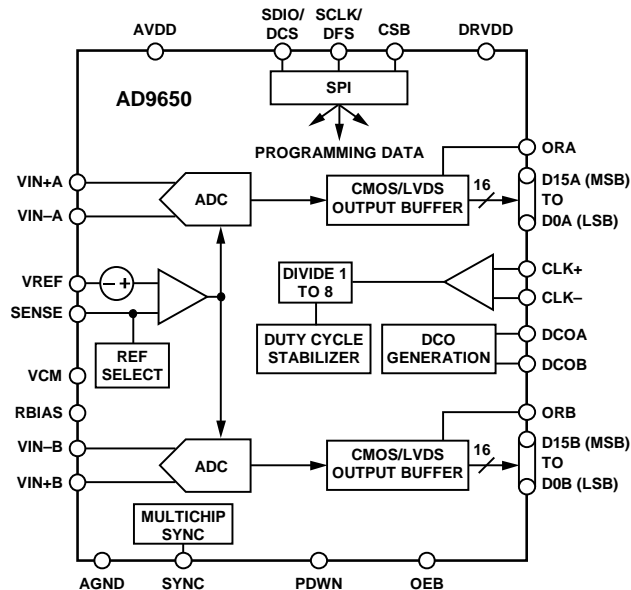 AVDD
SDIO/
DCS
SCLK/
DFS
CSB
DRVDD
AD9650
SPI
PROGRAMMING DATA
ORA
VIN+A
VIN–A
ADC
CMOS/LVDS
OUTPUT BUFFER
16
D15A (MSB)
TO
D0A (LSB)
VREF
– +
SENSE
REF
SELECT
DIVIDE 1
TO 8
DUTY CYCLE
STABILIZER
DCO
GENERATION
CLK+
CLK–
DCOA
DCOB
VCM
RBIAS
ORB
VIN–B
VIN+B
ADC
CMOS/LVDS
OUTPUT BUFFER
16
D15B (MSB)
TO
D0B (LSB)
MULTICHIP
SYNC
AGND
SYNC
PDWN
OEB